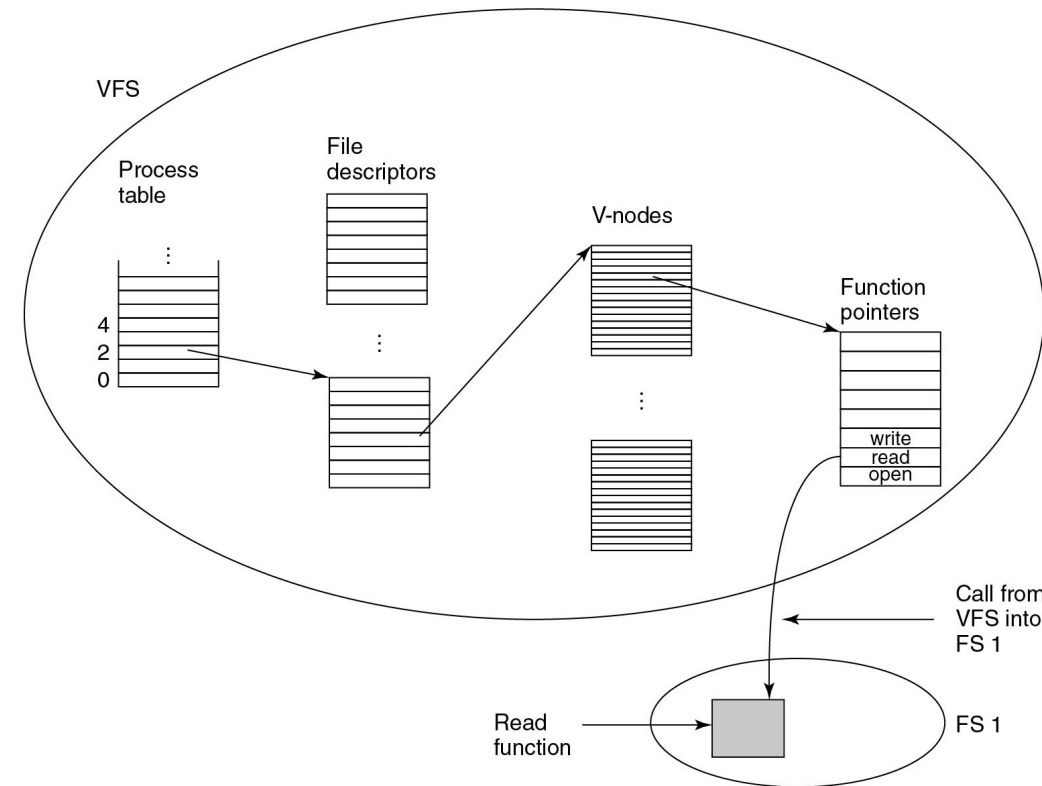 VFS
Process
table
⋮
4
2
0
File
descriptors
⋮
V-nodes
⋮
Function
pointers
write
read
open
Call from
VFS into
FS 1
Read
function
FS 1